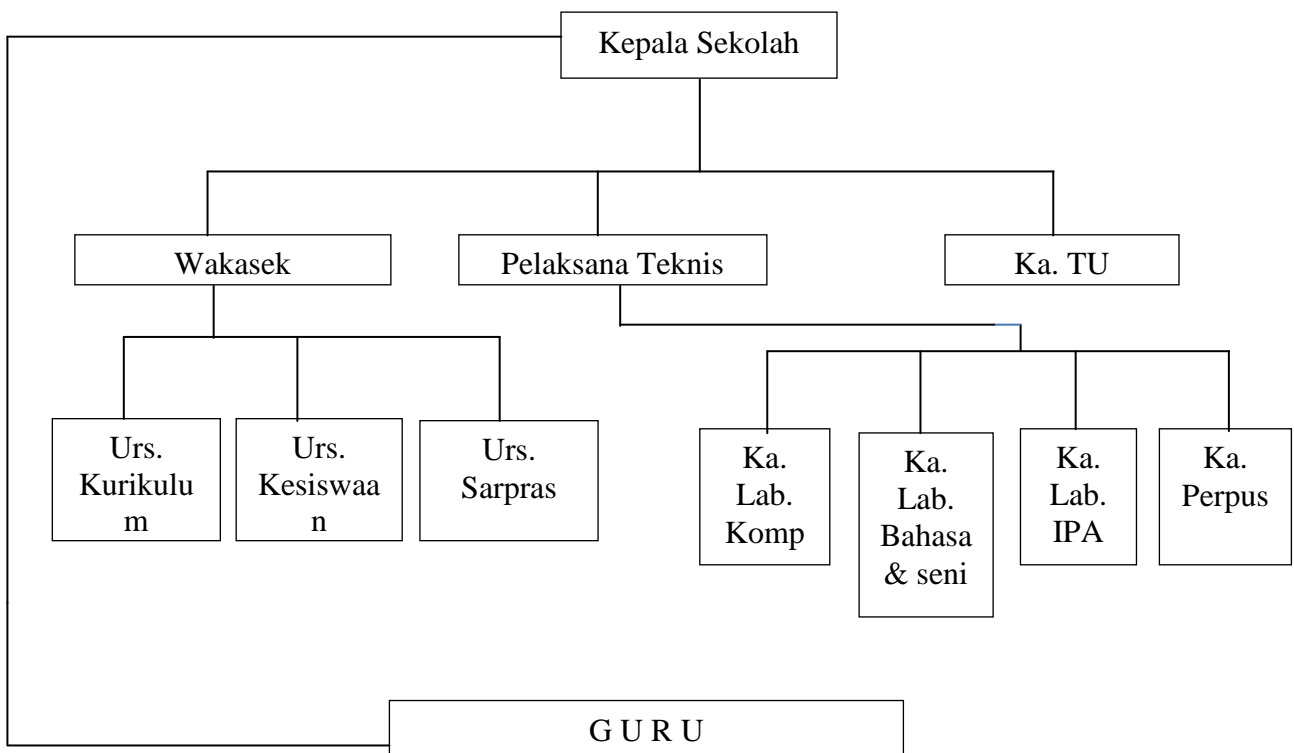 Kepala Sekolah
Wakasek
Pelaksana Teknis
Ka. TU
Urs.
Kurikulu
m
Urs.
Kesiswaa
n
Urs.
Sarpras
Ka.
Lab.
Komp
Ka.
Lab.
Bahasa
& seni
Ka.
Lab.
IPA
Ka.
Perpus
G U R U